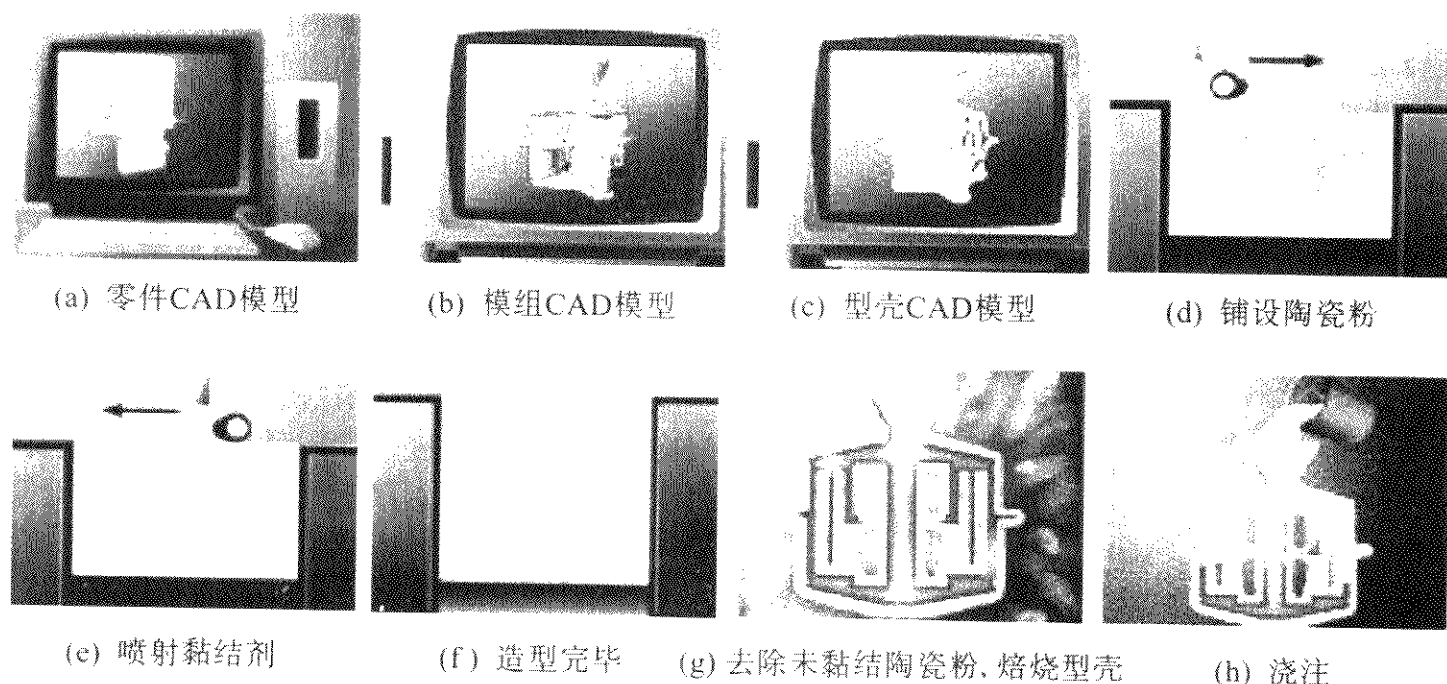 (a) 零件CAD模型
(b) 模组CAD模型
(c) 型壳CAD模型
(d) 铺设陶瓷粉
(e) 喷射黏结剂
(f) 造型完毕
(g) 去除未黏结陶瓷粉、焙烧型壳
(h) 浇注